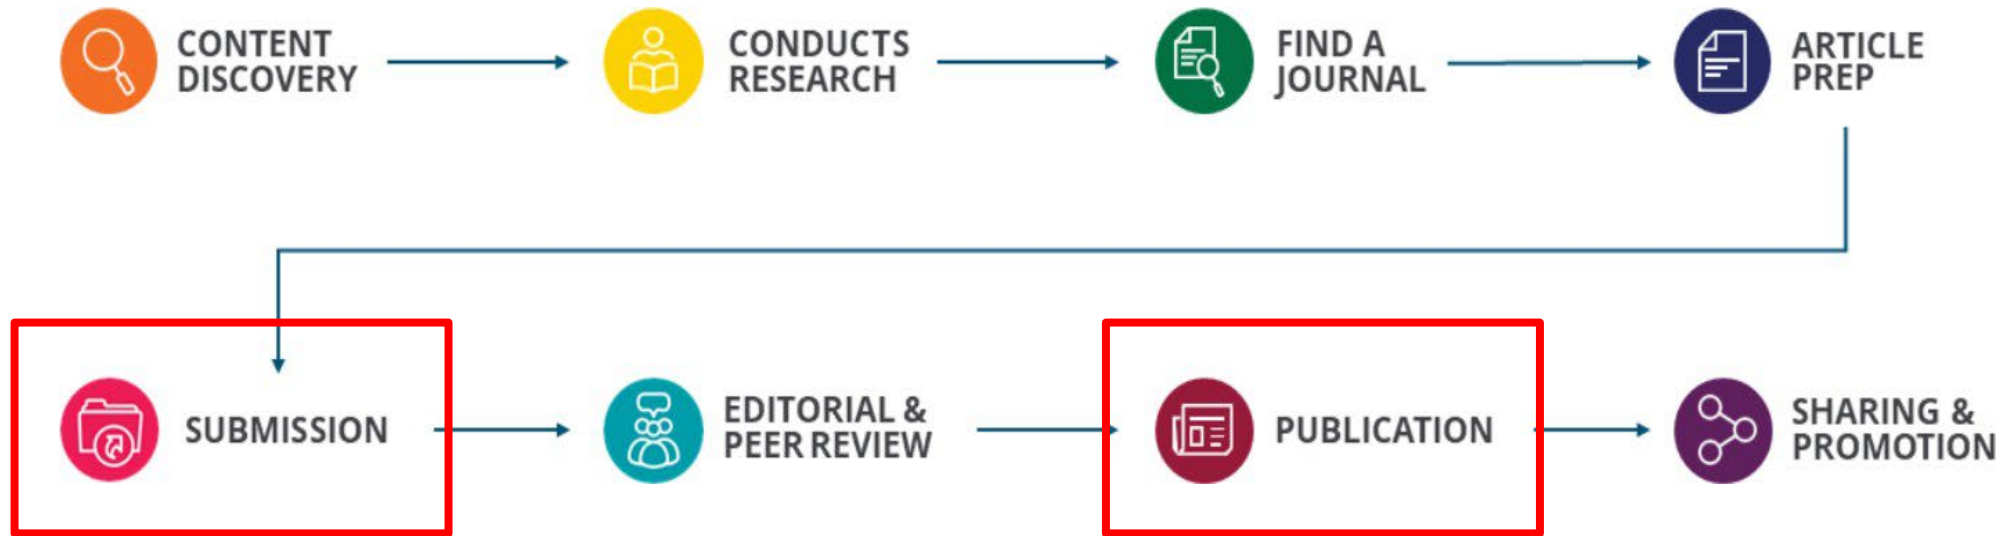 CONTENT
DISCOVERY
CONDUCTS
RESEARCH
FIND A
JOURNAL
ARTICLE
PREP
SUBMISSION
EDITORIAL &
PEER REVIEW
PUBLICATION
SHARING &
PROMOTION